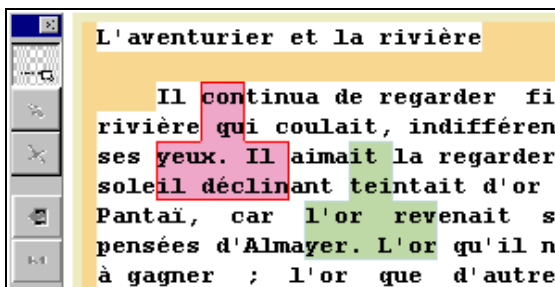 L'aventurier et la rivière
Il continua de regarder fi
rivière qui coulait, indifféren
ses yeux. Il aimait la regarder
soleil déclinant teintait d'or
Pantaï, car l'or revenait s
pensées d'Almayer. L'or qu'il n
à gagner ; l'or que d'autre